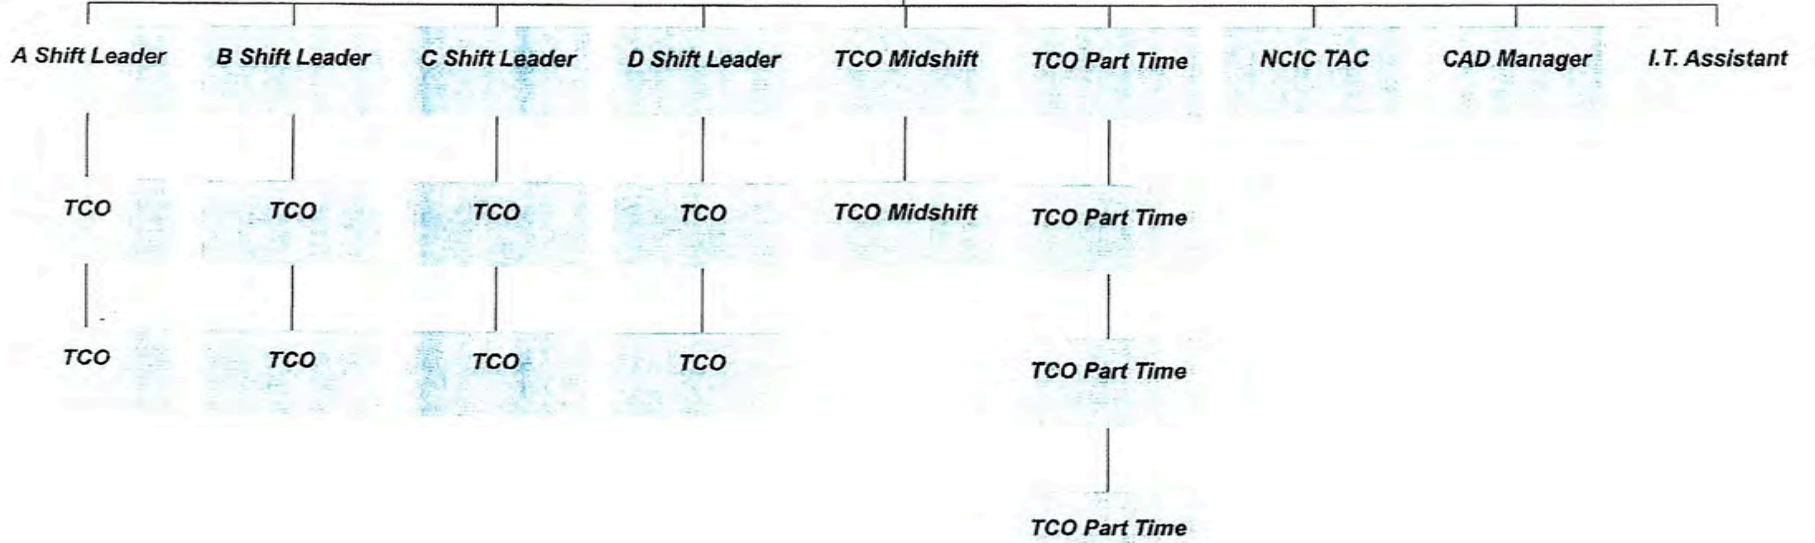 A Shift Leader B Shift Leader C Shift Leader D Shift Leader TCO Midshift TCO Part Time NCIC TAC CAD Manager I.T. Assistant
TCO TCO TCO TCO TCO Midshift TCO Part Time
TCO TCO TCO TCO TCO Part Time
TCO Part Time